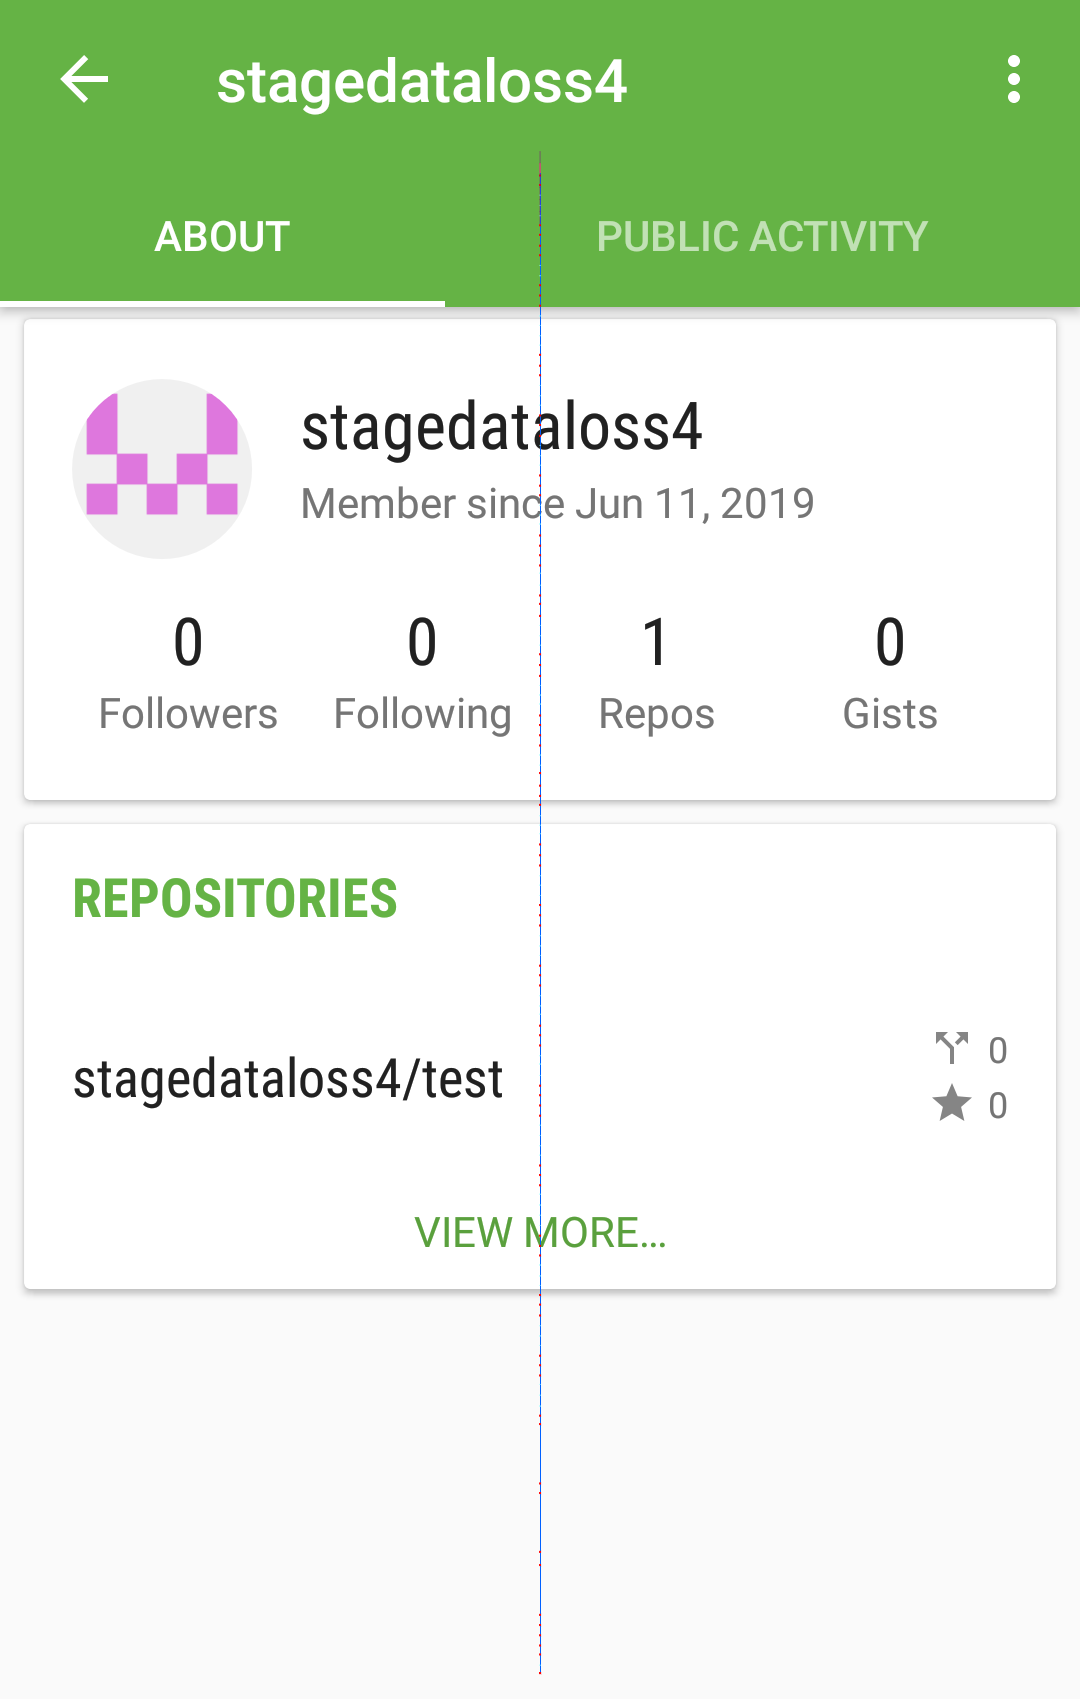 stagedataloss4
ABOUT PUBLIC ACTIVITY
stagedataloss4
Member since Jun 11, 2019
0 0 1 0
Followers Following Repos Gists
REPOSITORIES
0
stagedataloss4/test
0
VIEW MORE...